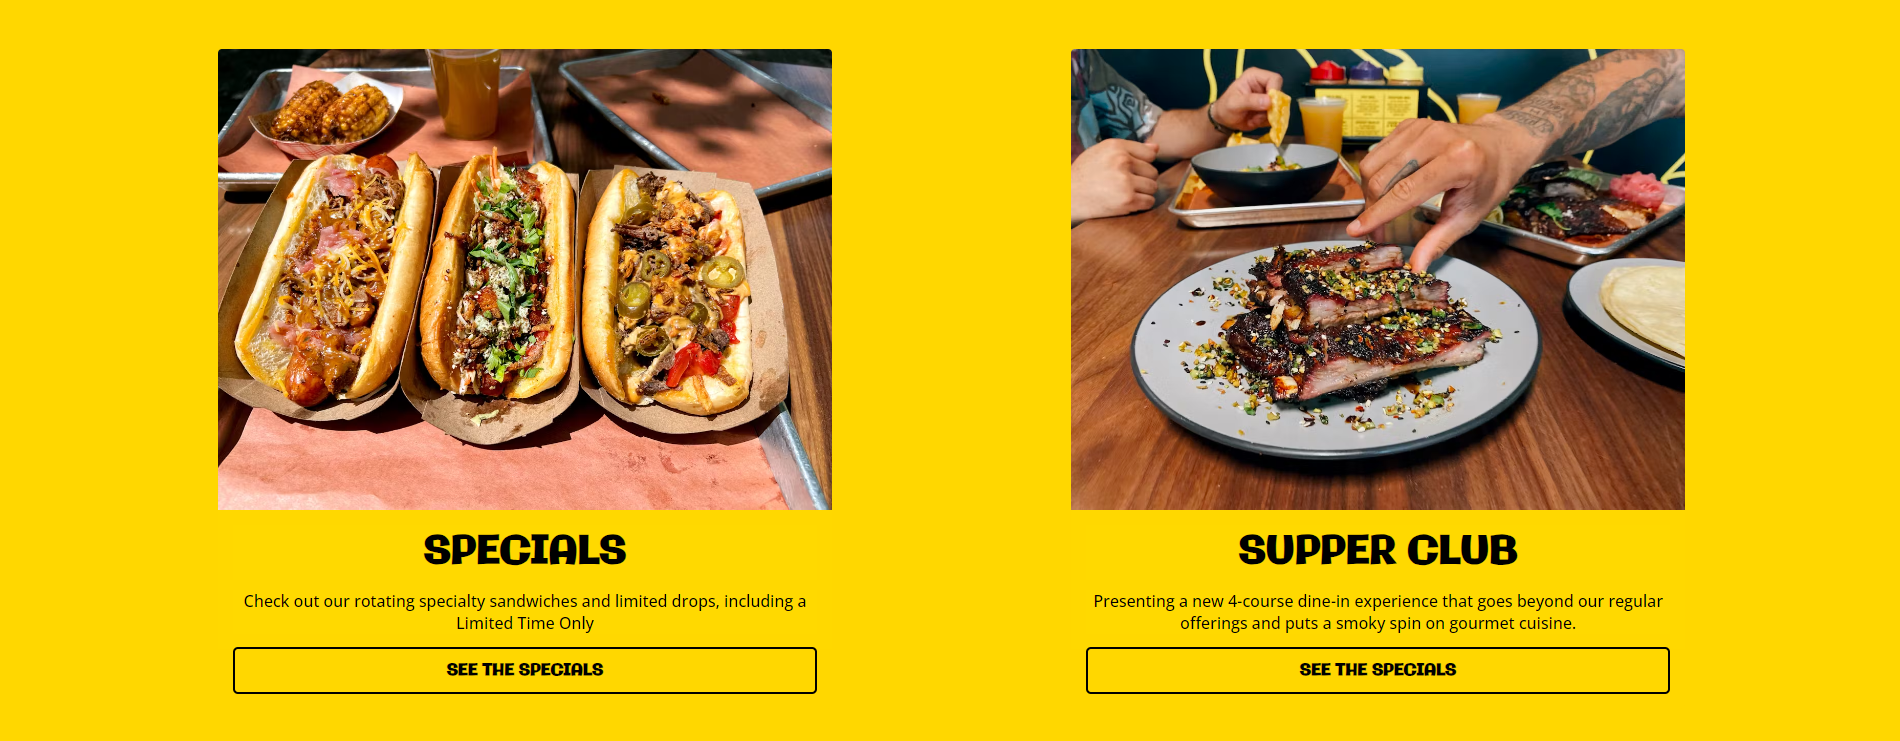 SPECIALS
Check out our rotating specialty sandwiches and limited drops, including a
Limited Time Only
SEE THE SPECIALS
SUPPER CLUB
Presenting a new 4-course dine-in experience that goes beyond our regular
offerings and puts a smoky spin on gourmet cuisine.
SEE THE SPECIALS